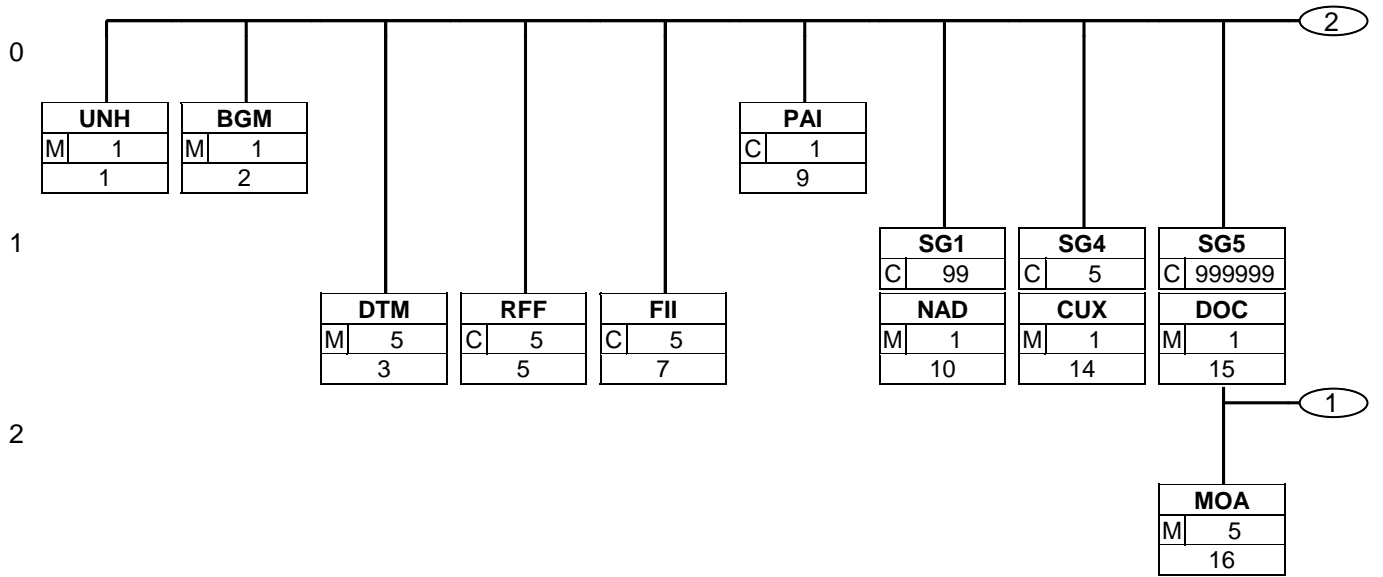 2
0
UNH BGM PAI
M 1 M 1 C 1
1 2 9
1
SG1 SG4 SG5
C 99 C 5 C 999999
DTM RFF FII NAD CUX DOC
M 5 C 5 C 5 M 1 M 1 M 1
3 5 7 10 14 15
1
2
MOA
M 5
16